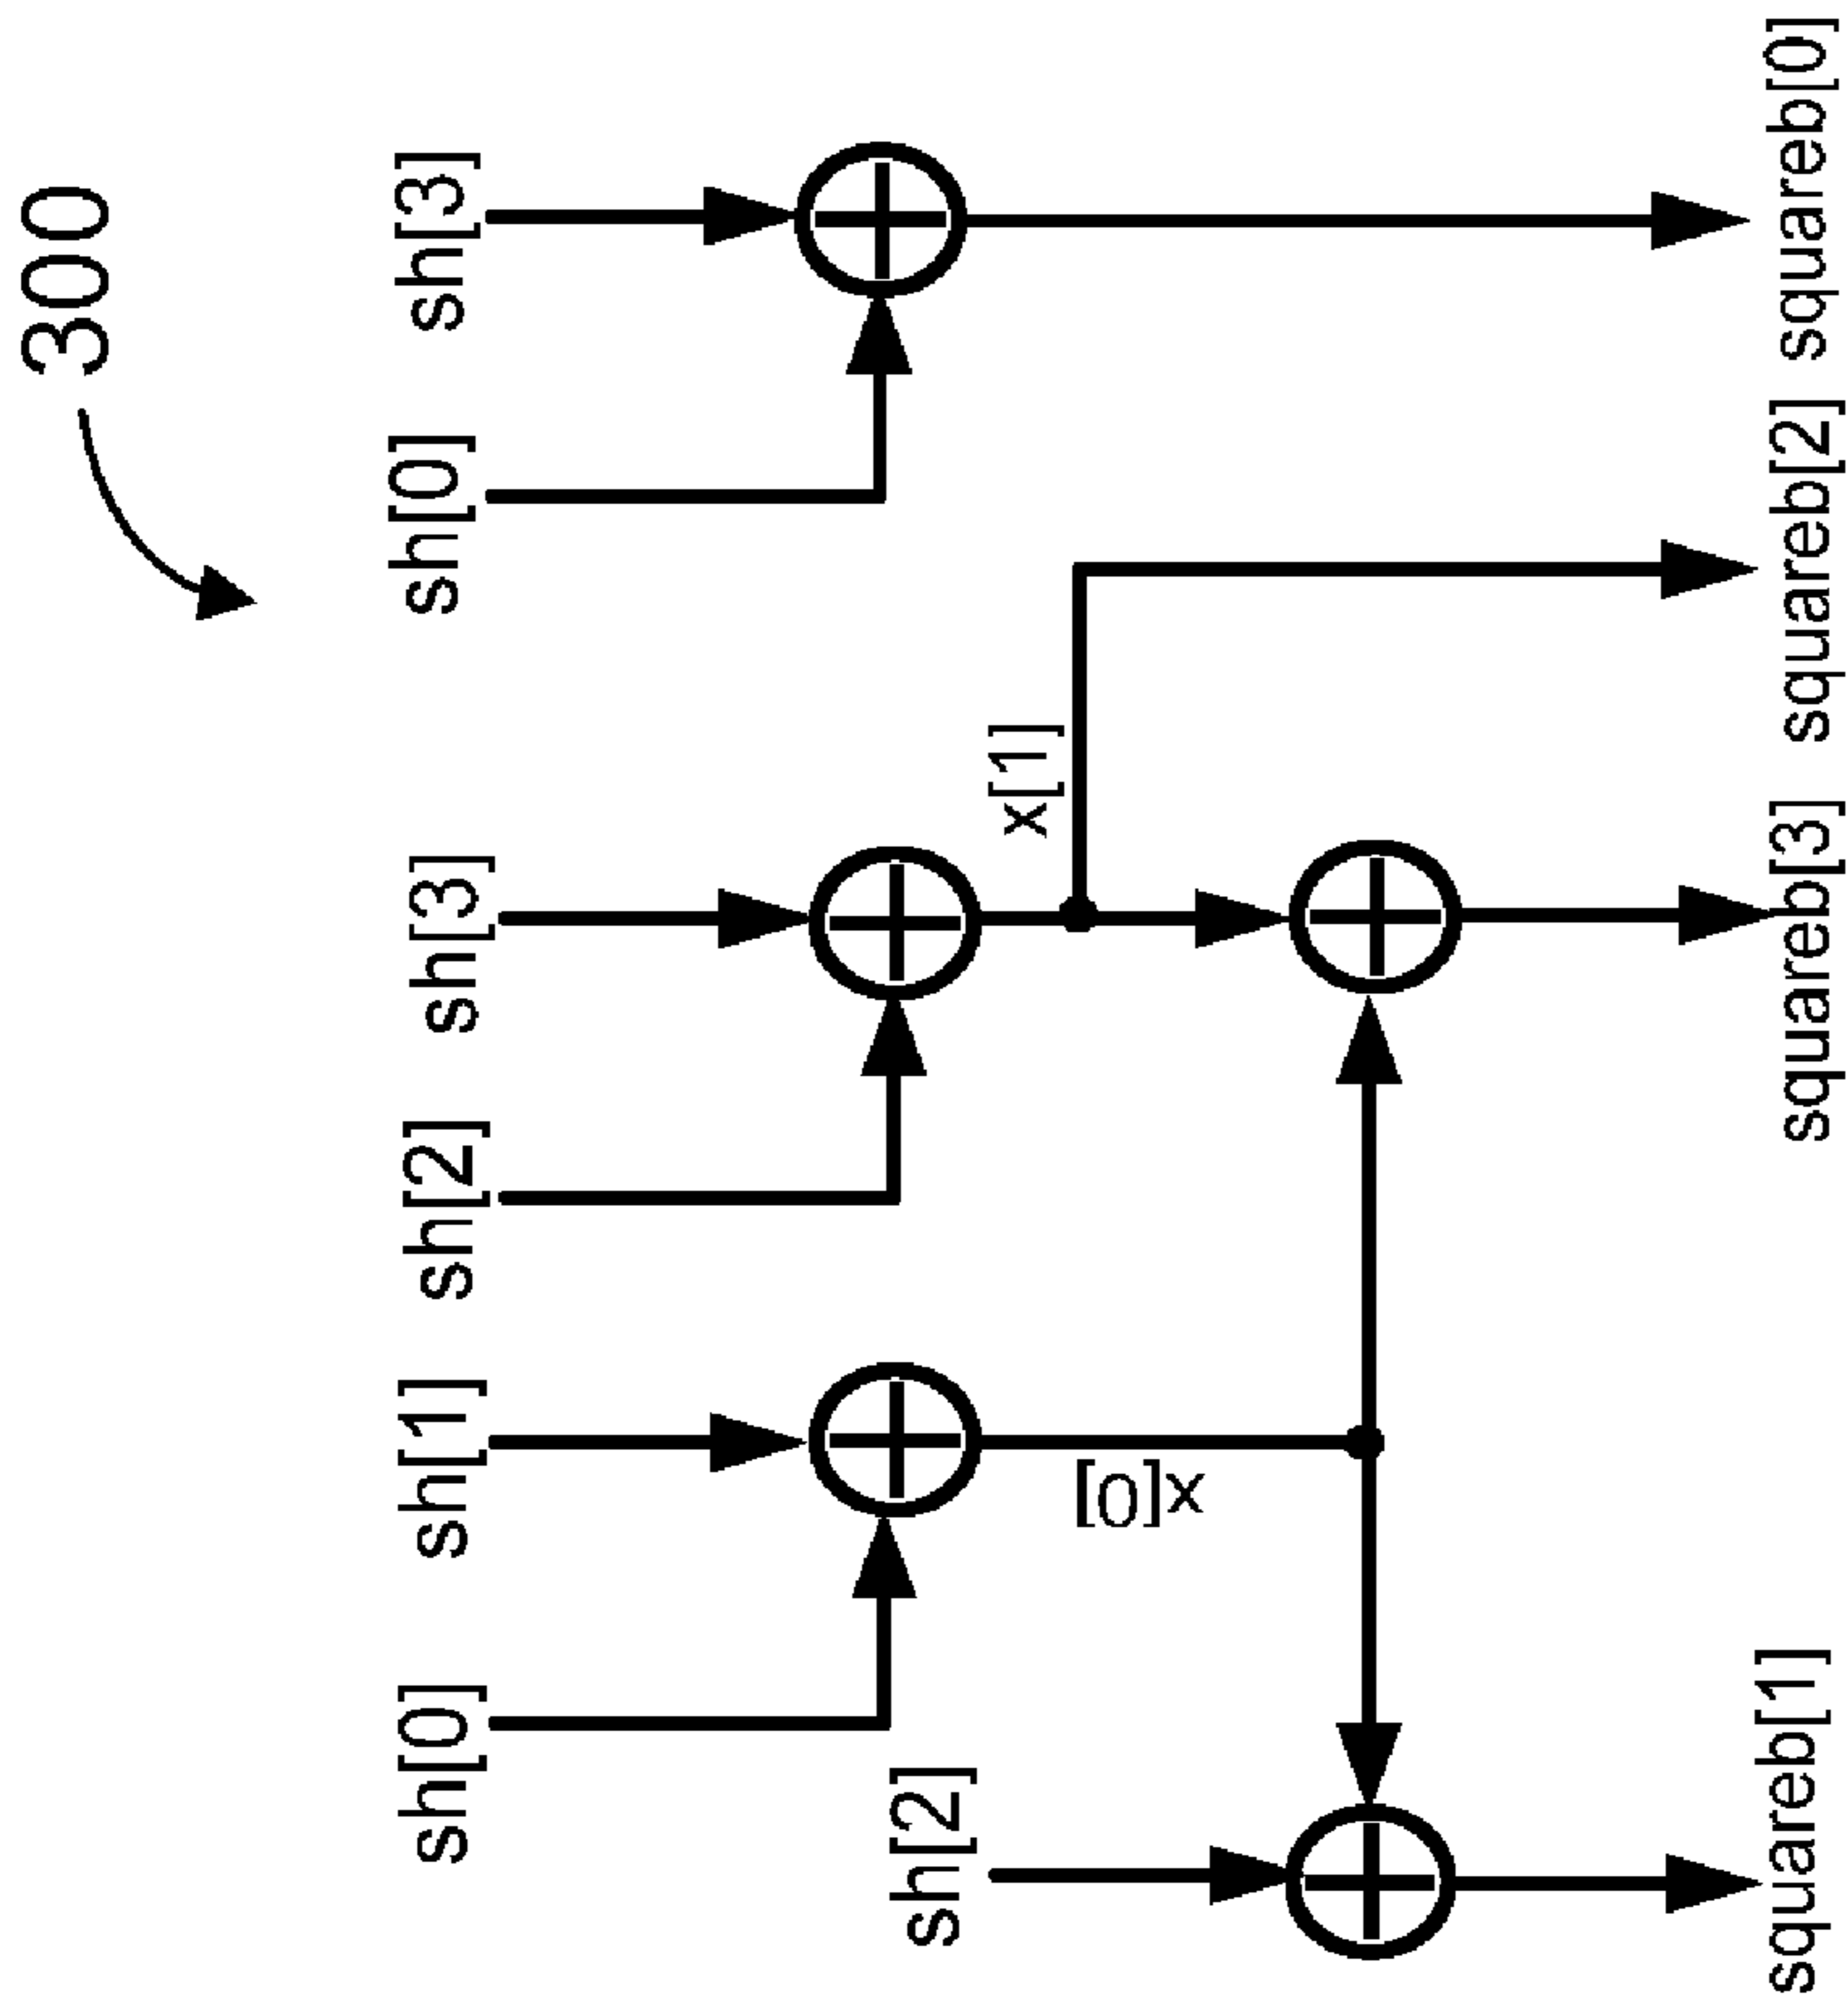 300
sh[0]
sh[1]
sh[2]
sh[3]
sh[0]
sh[3]
sh[2]
x[0]
x[1]
squareb[1]
squareb[3]
squareb[2]
squareb[0]